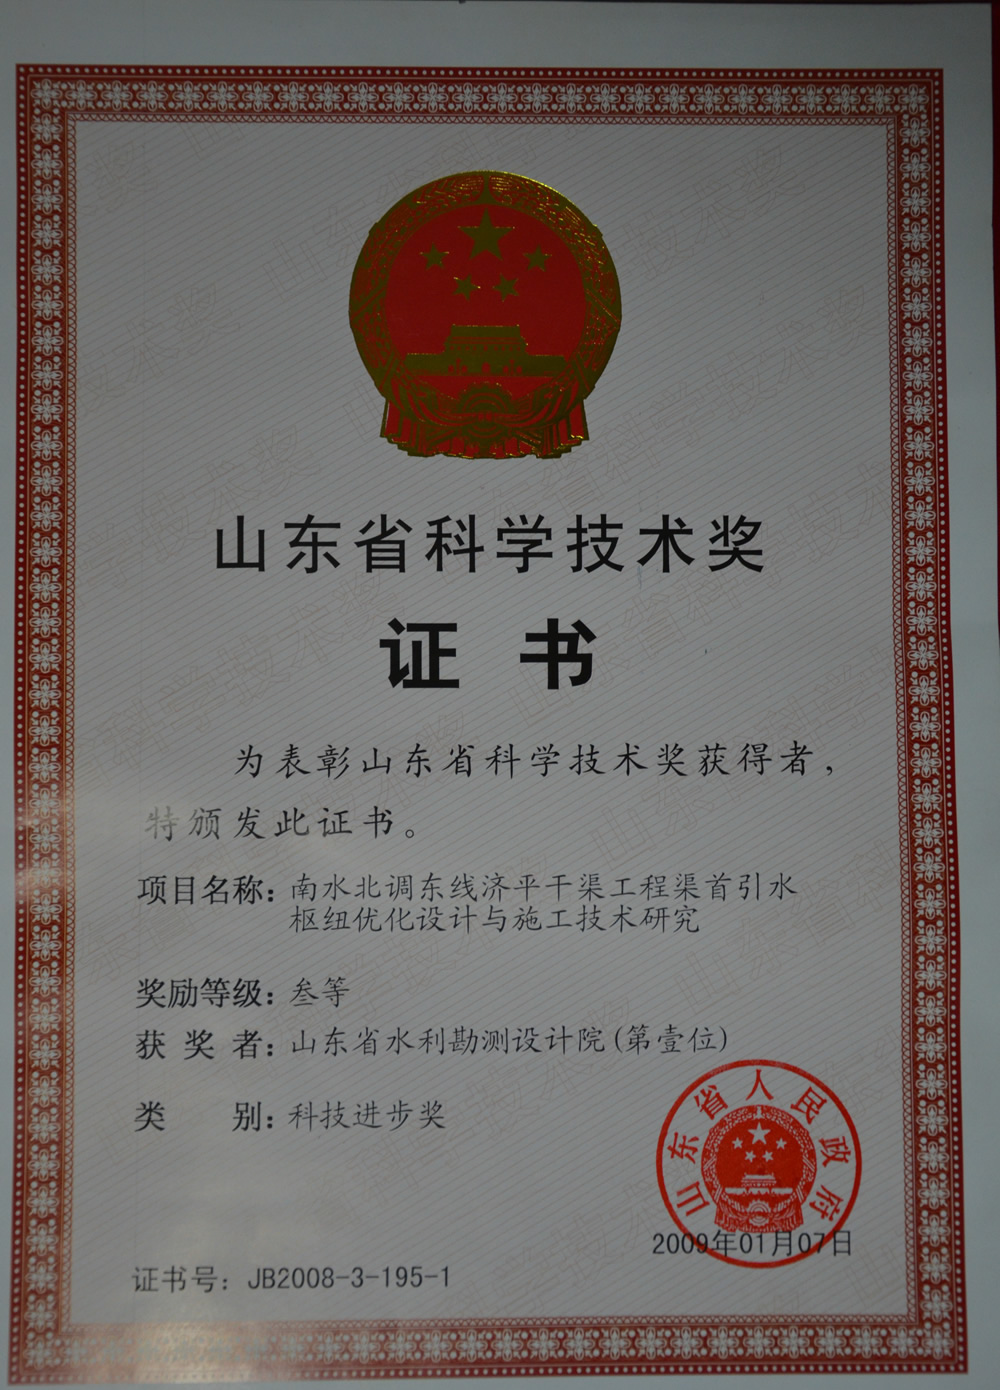 山东省科学技术奖
证书
为表彰山东省科学技术奖获得者，
特颁发此证书。
项目名称：南水北调东线济平干渠工程渠首引水
枢纽优化设计与施工技术研究
奖励等级：叁等
获奖者：山东省水利勘测设计院(第壹位)
类别：科技进步奖
山东省人民政府
2009年01月07日
证书号：JB2008-3-195-1